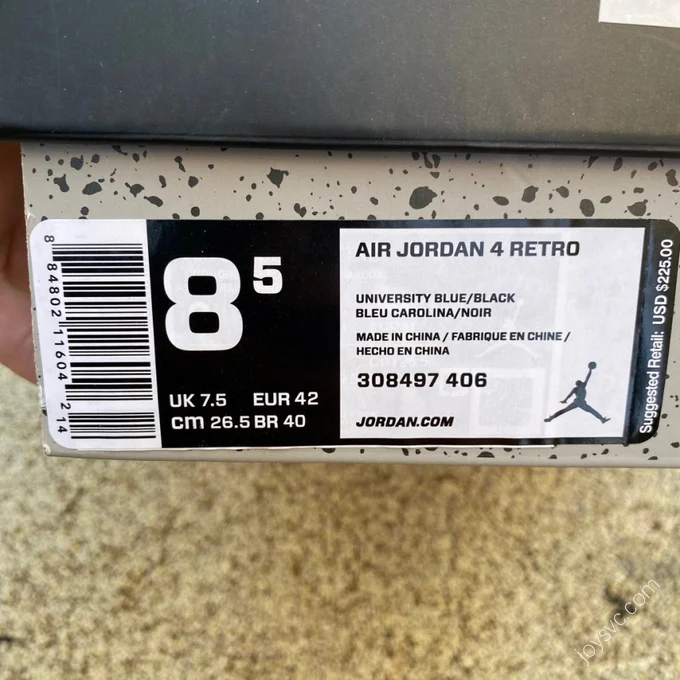 8 84802 11604 2 14
8 5
UK 7.5 EUR 42
cm 26.5 BR 40
AIR JORDAN 4 RETRO
UNIVERSITY BLUE/BLACK
BLEU CAROLINA/NOIR
MADE IN CHINA / FABRIQUE EN CHINE /
HECHO EN CHINA
308497 406
JORDAN.COM
Suggested Retail: USD $225.00
joysvc.com